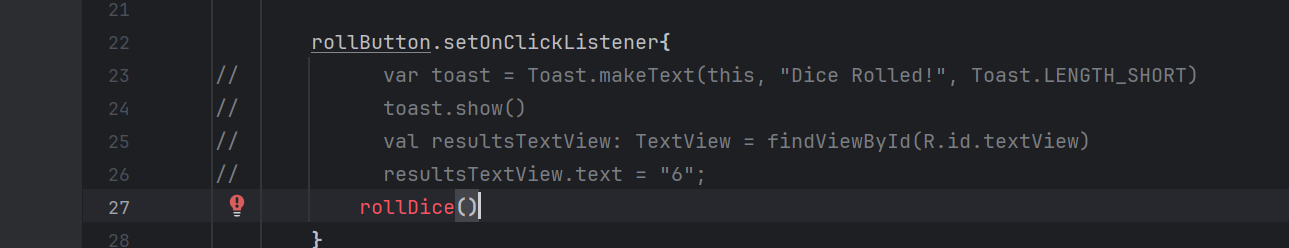 21
22 rollButton.setOnClickListener{
23 // var toast = Toast.makeText(this, "Dice Rolled!", Toast.LENGTH_SHORT)
24 // toast.show()
25 // val resultsTextView: TextView = findViewById(R.id.textView)
26 // resultsTextView.text = "6";
27 rollDice()
28 }